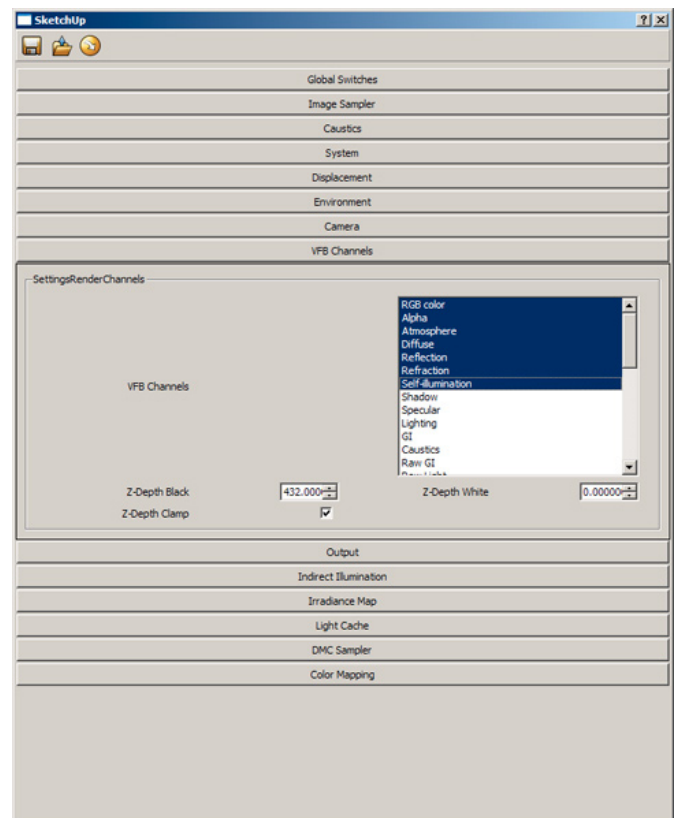 SketchUp
Global Switches
Image Sampler
Caustics
System
Displacement
Environment
Camera
VFB Channels
SettingsRenderChannels
VFB Channels
RGB color
Alpha
Atmosphere
Diffuse
Reflection
Refraction
Self-illumination
Shadow
Specular
Lighting
GI
Caustics
Raw GI
Z-Depth Black 432.000 Z-Depth White 0.00000
Z-Depth Clamp
Output
Indirect Illumination
Irradiance Map
Light Cache
DMC Sampler
Color Mapping